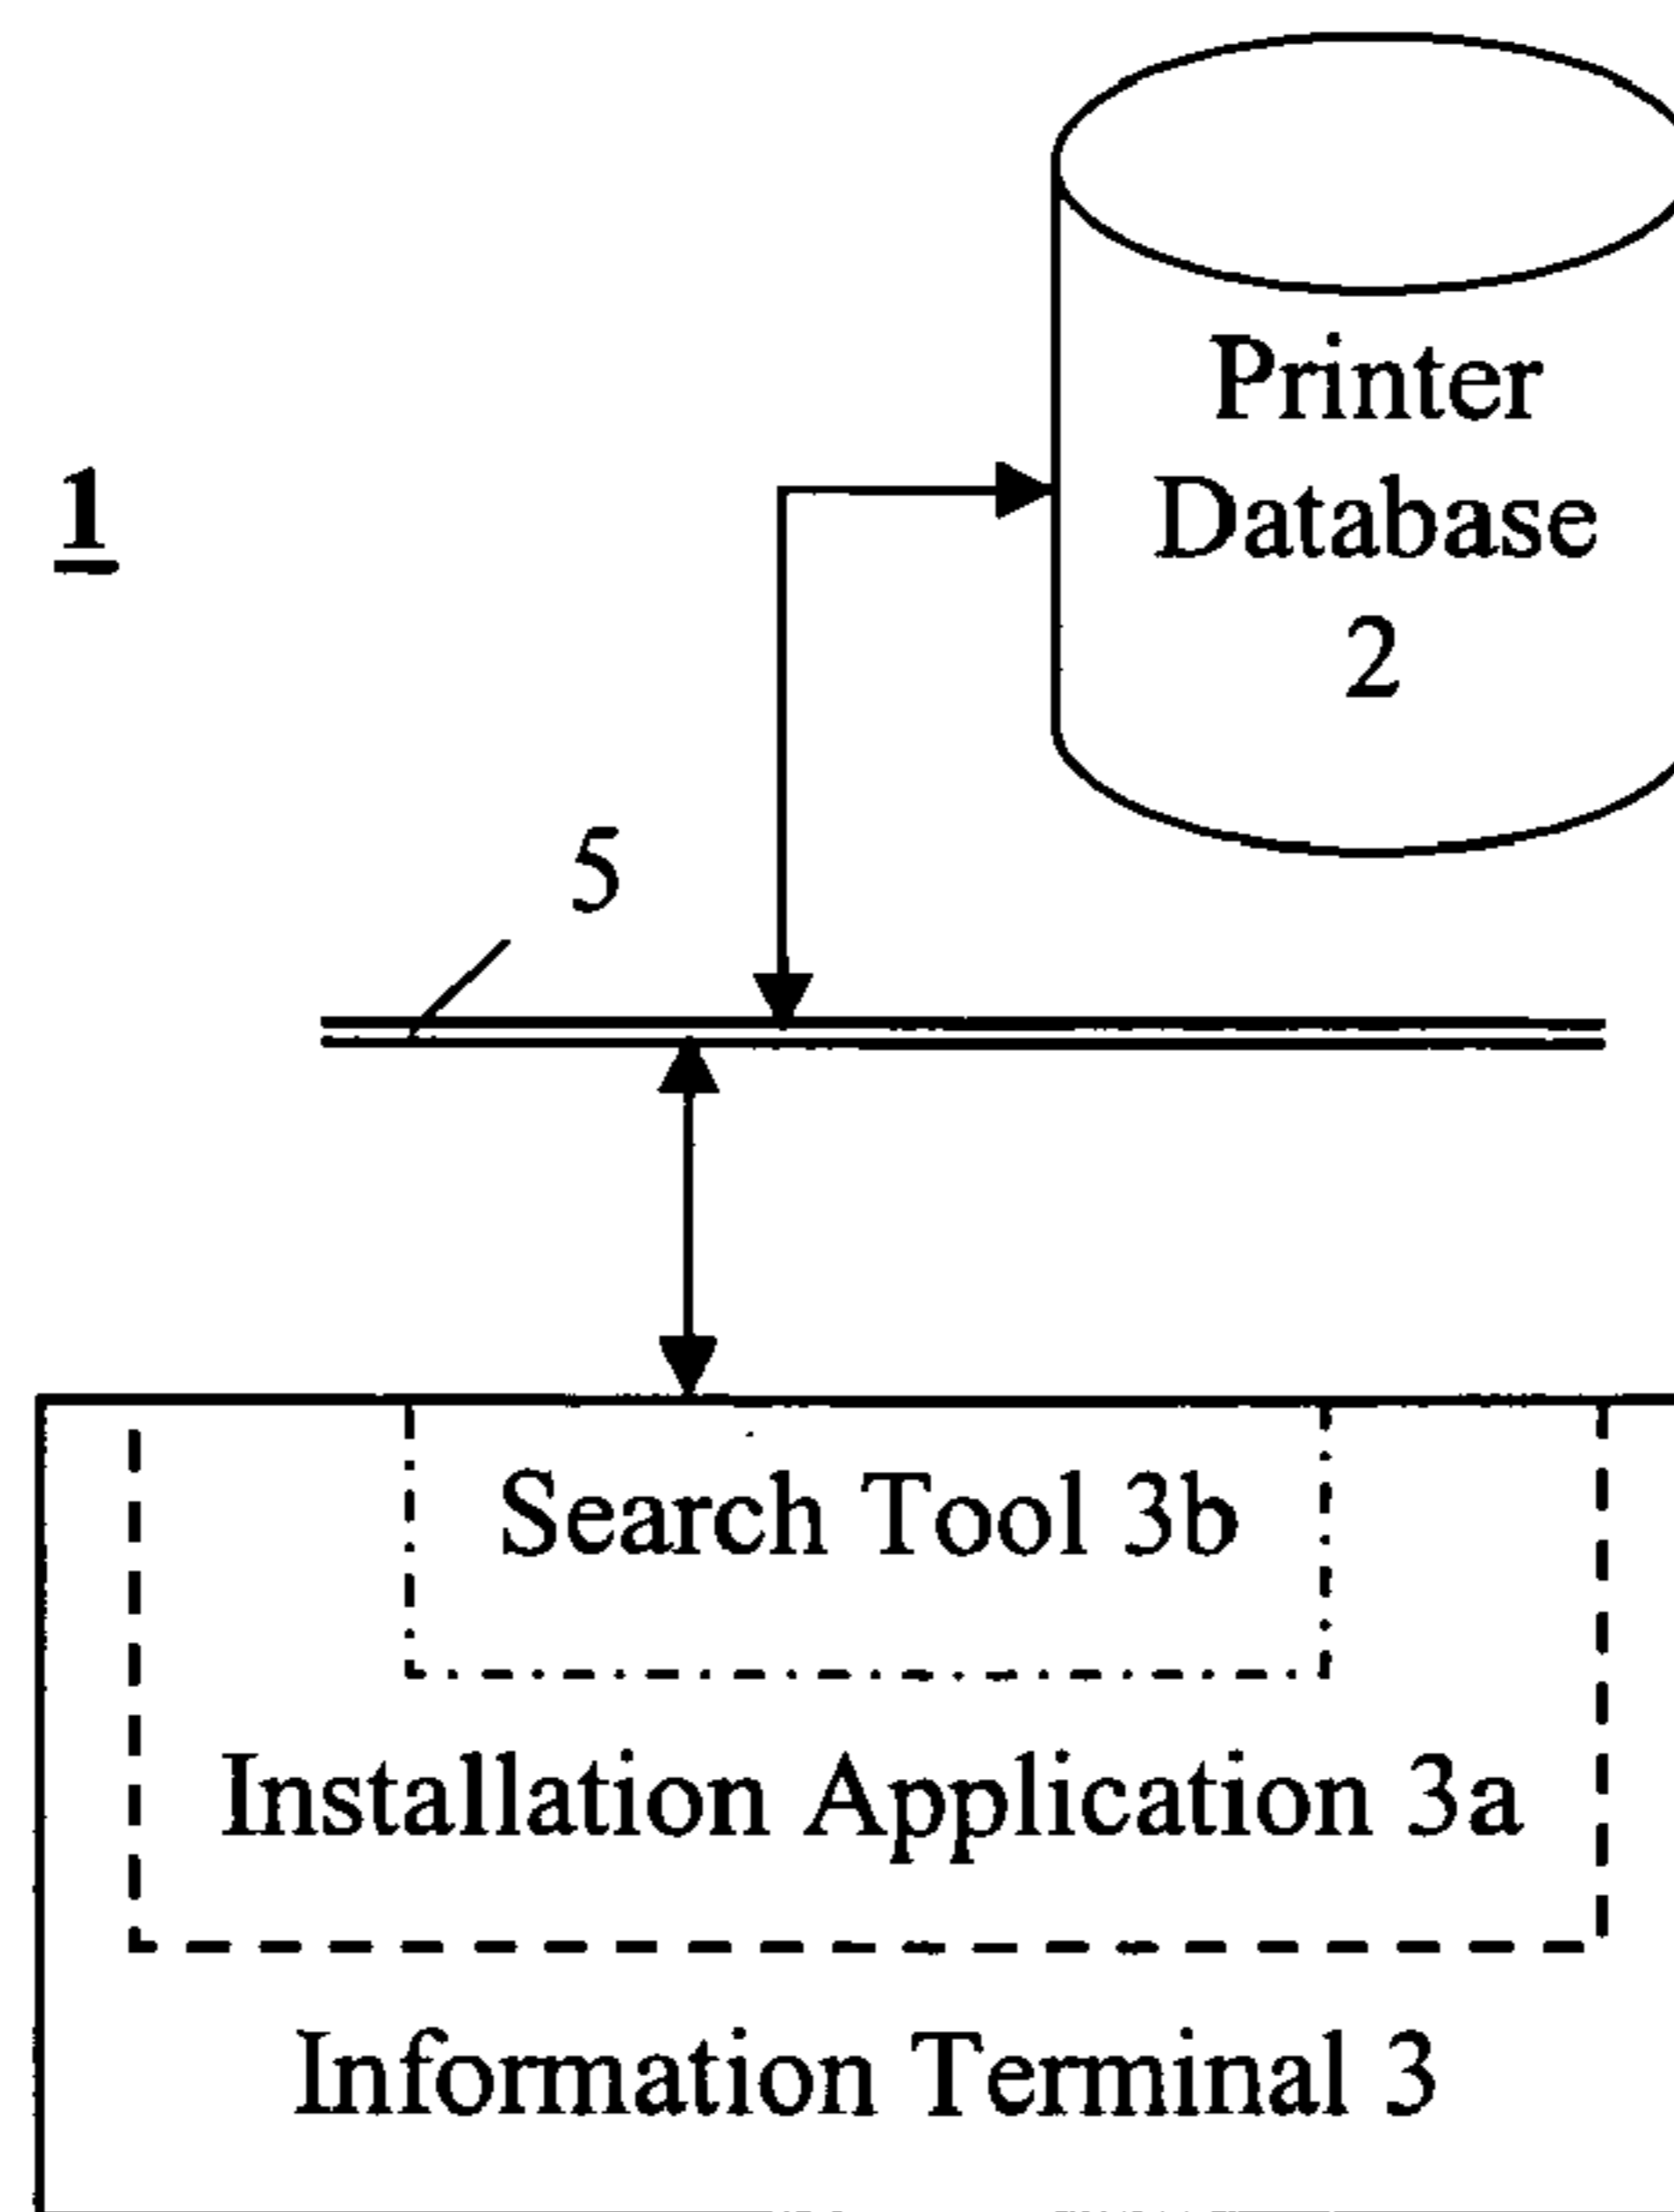 Printer
Database
2
1
5
Search Tool 3b
Installation Application 3a
Information Terminal 3